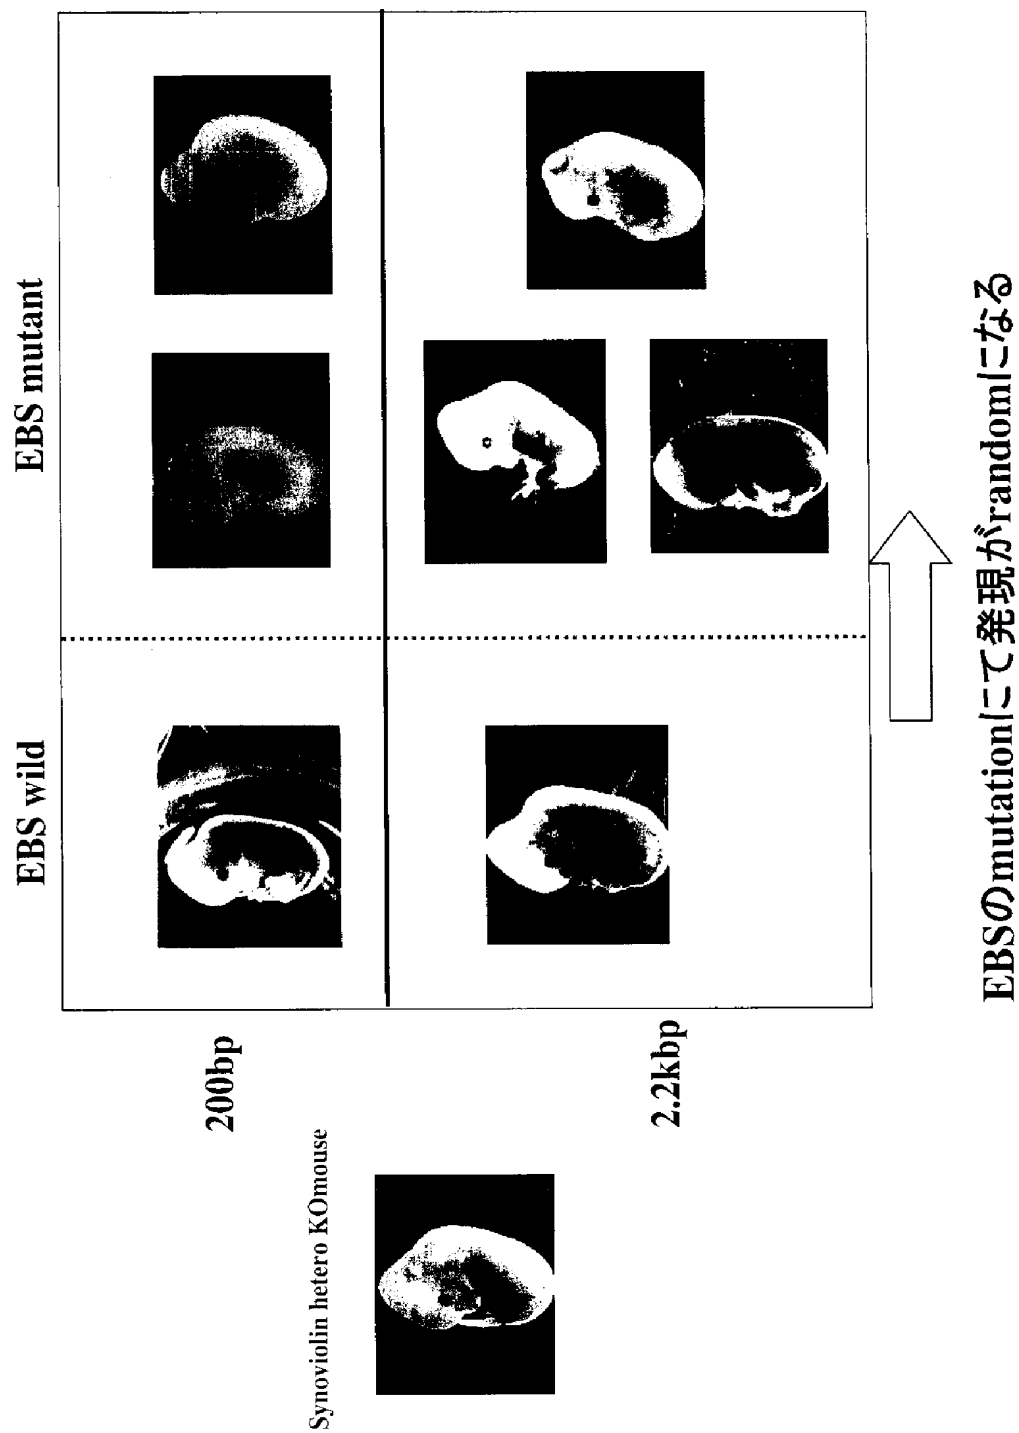 EBS wild
EBS mutant
200bp
Synoviolin hetero KOmouse
2.2kbp
EBSのmutationにて発現がrandomになる